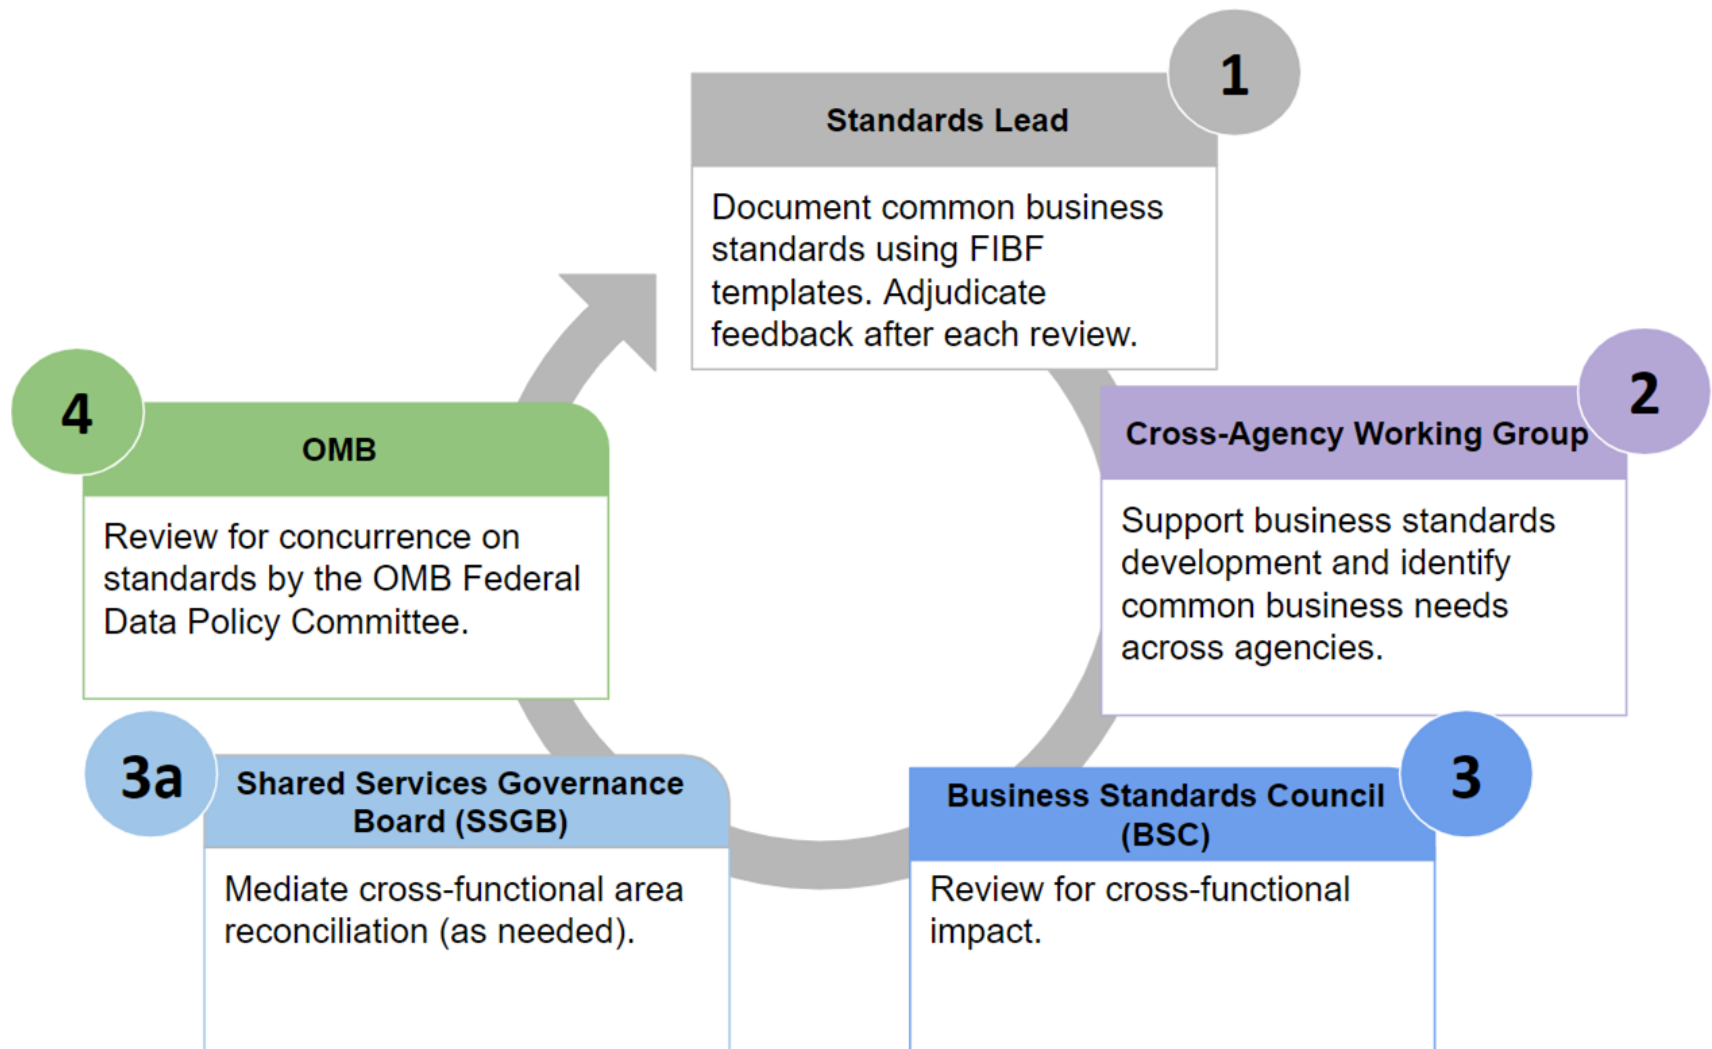 1
Standards Lead
Document common business
standards using FIBF
templates. Adjudicate
feedback after each review.
2
Cross-Agency Working Group
Support business standards
development and identify
common business needs
across agencies.
3
Business Standards Council
(BSC)
Review for cross-functional
impact.
3a
Shared Services Governance
Board (SSGB)
Mediate cross-functional area
reconciliation (as needed).
4
OMB
Review for concurrence on
standards by the OMB Federal
Data Policy Committee.